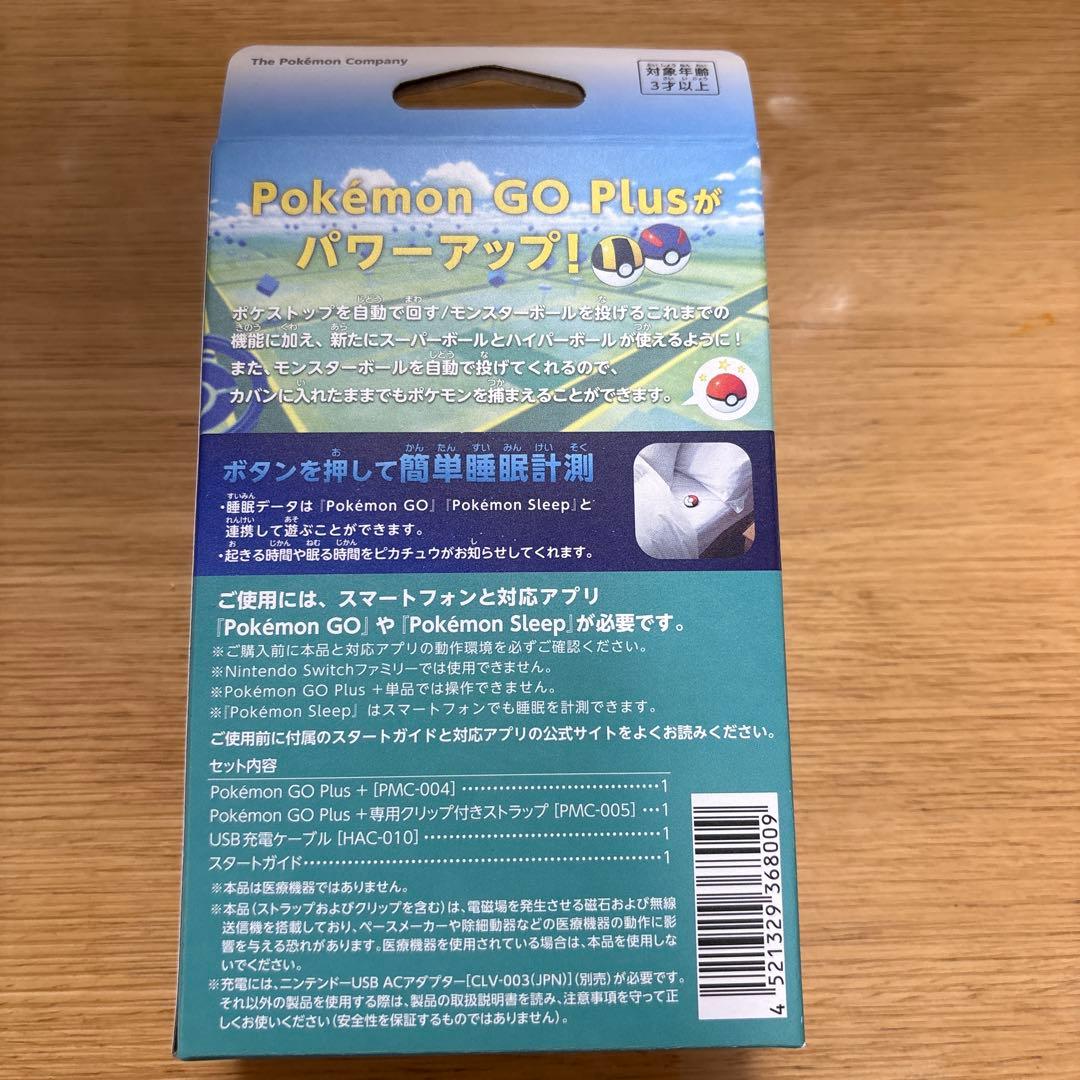 The Pokémon Company
対象年齢
3才以上
Pokémon GO Plusが
パワーアップ!
ポケストップを自動で回す/モンスターボールを投げるこれまでの
機能に加え、新たにスーパーボールとハイパーボールが使えるように!
また、モンスターボールを自動で投げてくれるので、
カバンに入れたままでもポケモンを捕まえることができます。
ボタンを押して簡単睡眠計測
・睡眠データは『Pokémon GO』『Pokémon Sleep』と
連携して遊ぶことができます。
・起きる時間や眠る時間をピカチュウがお知らせしてくれます。
ご使用には、スマートフォンと対応アプリ
『Pokémon GO』や『Pokémon Sleep』が必要です。
※ご購入前に本品と対応アプリの動作環境を必ずご確認ください。
※Nintendo Switchファミリーでは使用できません。
※Pokémon GO Plus +単品では操作できません。
※『Pokémon Sleep』はスマートフォンでも睡眠を計測できます。
ご使用前に付属のスタートガイドと対応アプリの公式サイトをよくお読みください。
セット内容
Pokémon GO Plus + [PMC-004] ……………………………1
Pokémon GO Plus +専用クリップ付きストラップ [PMC-005] …1
USB充電ケーブル [HAC-010] ……………………………1
スタートガイド……………………………………………1
※本品は医療機器ではありません。
※本品(ストラップおよびクリップを含む)は、電磁場を発生させる磁石および無線
送信機を搭載しており、ペースメーカーや除細動器などの医療機器の動作に影
響を与える恐れがあります。医療機器を使用されている場合は、本品を使用しな
いでください。
※充電には、ニンテンドーUSB ACアダプター[CLV-003(JPN)](別売)が必要です。
それ以外の製品を使用する際は、製品の取扱説明書を読み、注意事項を守って正
しくお使いください(安全性を保証するものではありません)。
4 521329 368009